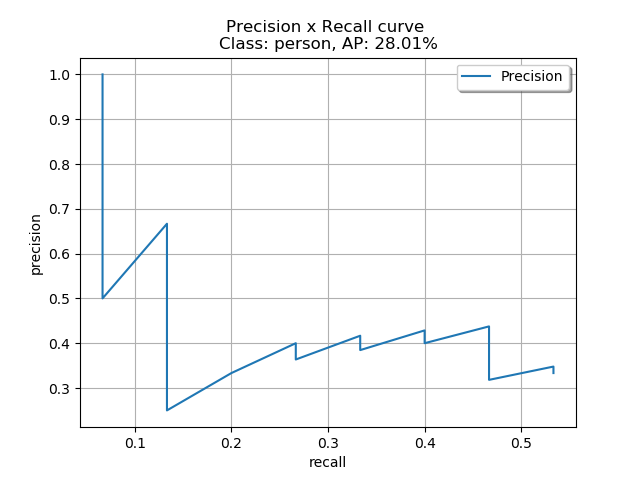 Precision x Recall curve
Class: person, AP: 28.01%
Precision
1.0
0.9
0.8
0.7
0.6
0.5
0.4
0.3
precision
0.1 0.2 0.3 0.4 0.5
recall